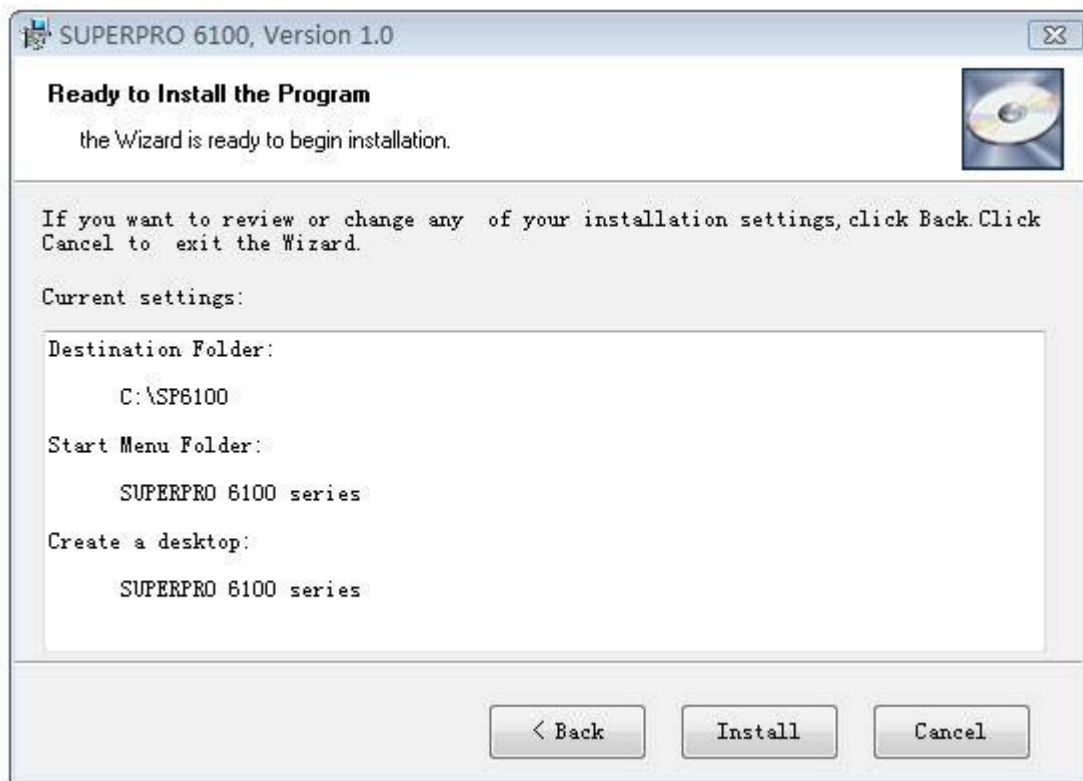 SUPERPRO 6100, Version 1.0
Ready to Install the Program
the Wizard is ready to begin installation.
If you want to review or change any  of your installation settings, click Back. Click
Cancel to  exit the Wizard.
Current settings:
Destination Folder:
C:\SP6100
Start Menu Folder:
SUPERPRO 6100 series
Create a desktop:
SUPERPRO 6100 series
< Back
Install
Cancel